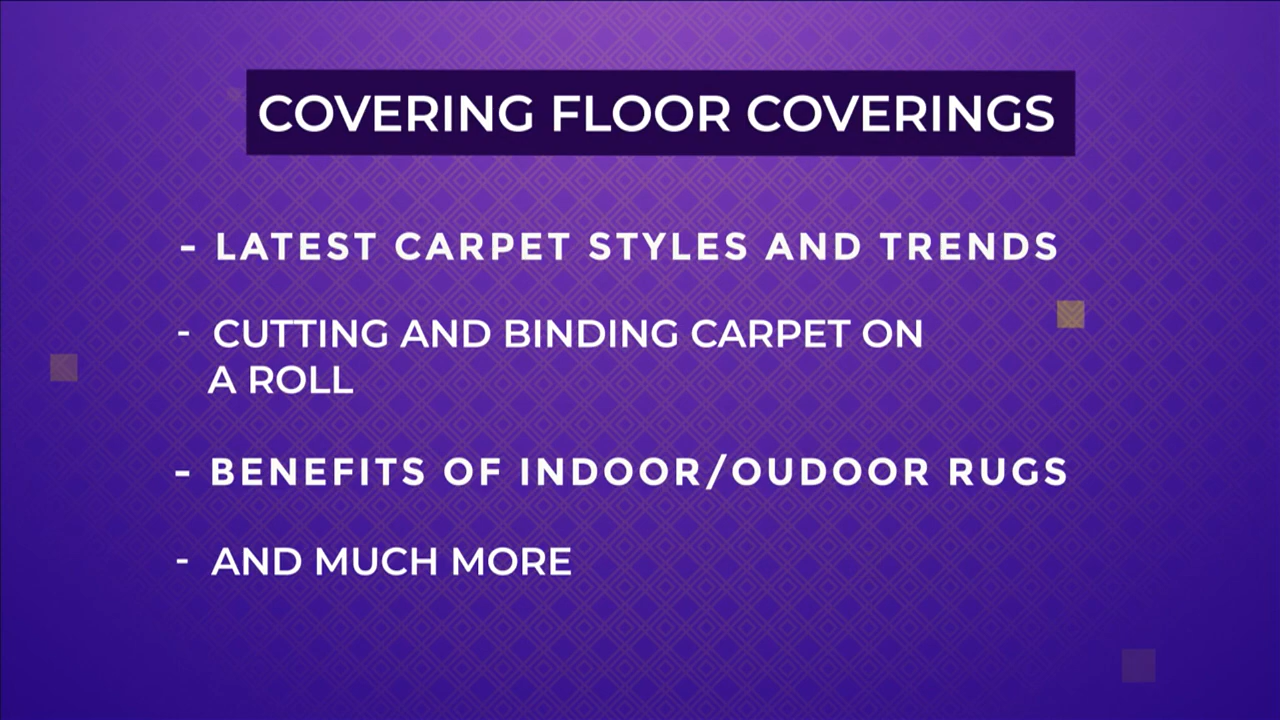 COVERING FLOOR COVERINGS
- LATEST CARPET STYLES AND TRENDS
- CUTTING AND BINDING CARPET ON
A ROLL
- BENEFITS OF INDOOR/OUDOOR RUGS
- AND MUCH MORE